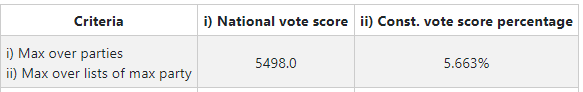 Criteria i) National vote score ii) Const. vote score percentage
i) Max over parties
ii) Max over lists of max party
5498.0 5.663%